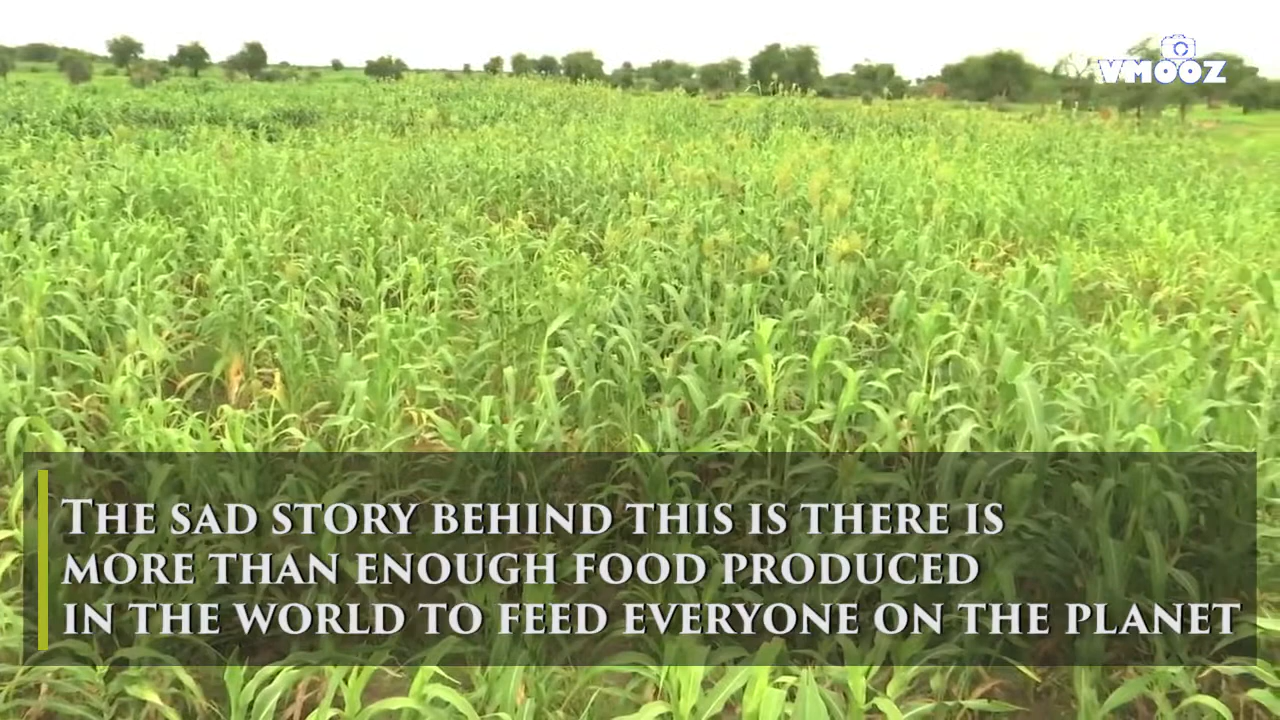 VMOOZ
The sad story behind this is there is
more than enough food produced
in the world to feed everyone on the planet